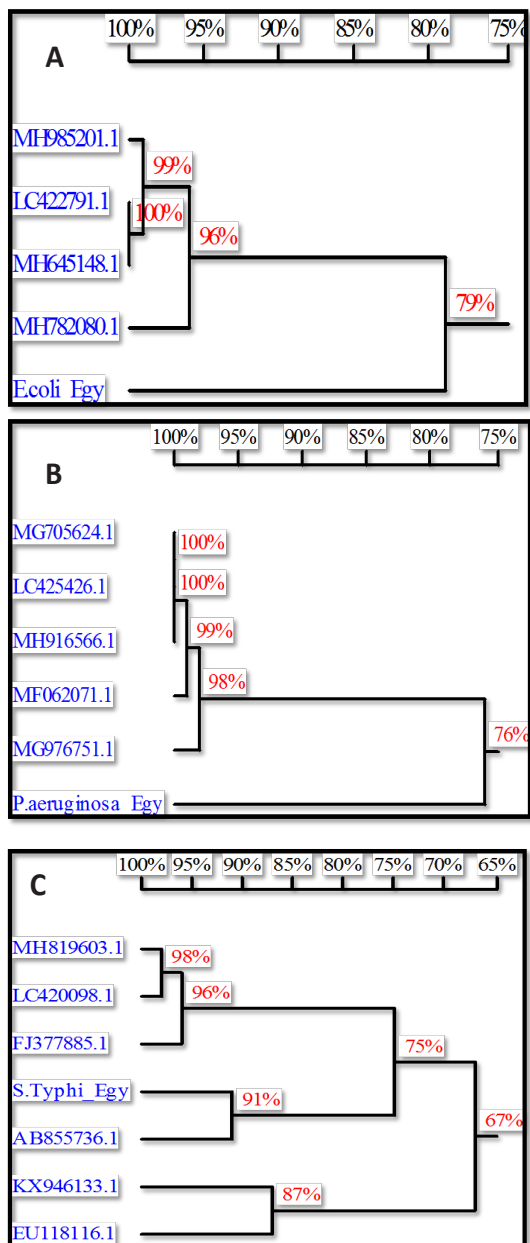 A
100% 95% 90% 85% 80% 75%
MH985201.1
99%
LC422791.1
100%
96%
MH645148.1
MH782080.1
79%
E.coli Egy
B
100% 95% 90% 85% 80% 75%
MG705624.1
100%
LC425426.1
100%
MH916566.1
99%
MF062071.1
98%
MG976751.1
76%
P.aeruginosa Egy
C
100% 95% 90% 85% 80% 75% 70% 65%
MH819603.1
98%
LC420098.1
96%
FJ377885.1
75%
S.Typhi_Egy
91%
AB855736.1
67%
KX946133.1
87%
EU118116.1